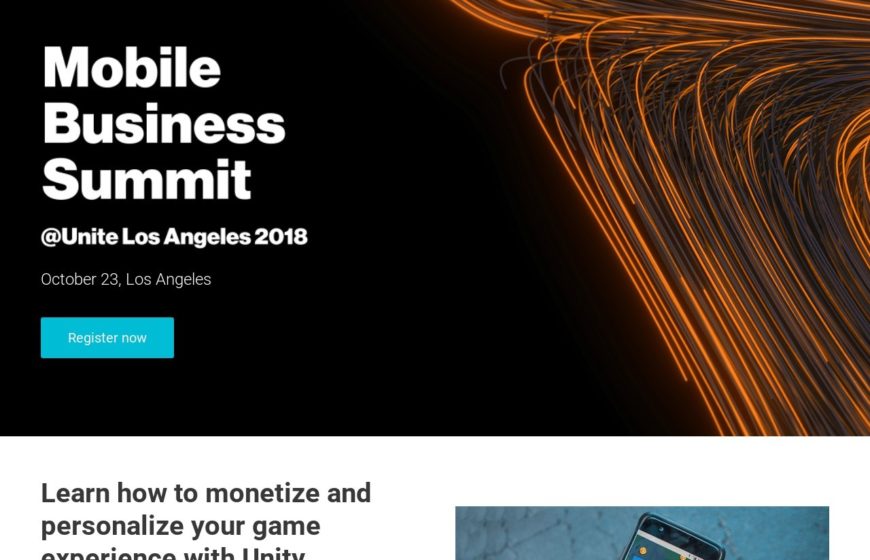 Mobile
Business
Summit
@Unite Los Angeles 2018
October 23, Los Angeles
Register now
Learn how to monetize and
personalize your game
experience with Unity